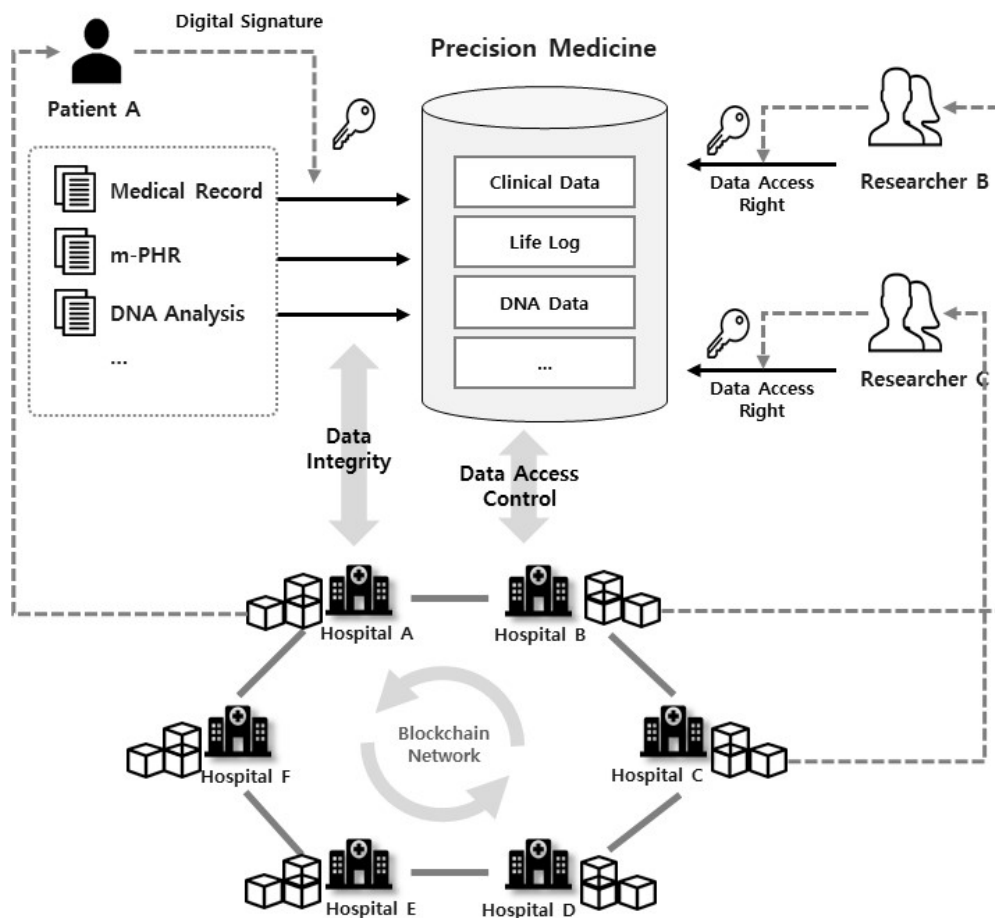 Digital Signature
Precision Medicine
Patient A
Medical Record
m-PHR
DNA Analysis
...
Clinical Data
Life Log
DNA Data
...
Data Access
Right
Researcher B
Data Access
Right
Researcher C
Data
Integrity
Data Access
Control
Hospital A
Hospital B
Blockchain
Network
Hospital F
Hospital C
Hospital E
Hospital D